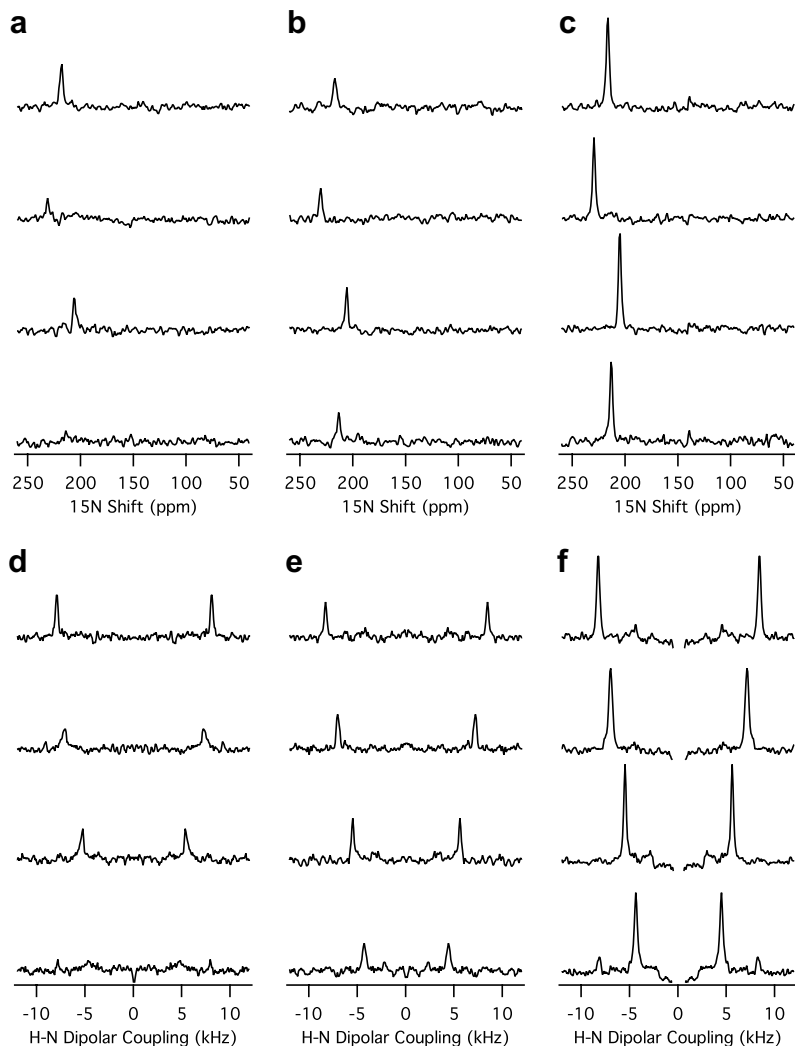 a b c
250 200 150 100 50 250 200 150 100 50 250 200 150 100 50
15N Shift (ppm) 15N Shift (ppm) 15N Shift (ppm)
d e f
-10 -5 0 5 10 -10 -5 0 5 10 -10 -5 0 5 10
H-N Dipolar Coupling (kHz) H-N Dipolar Coupling (kHz) H-N Dipolar Coupling (kHz)